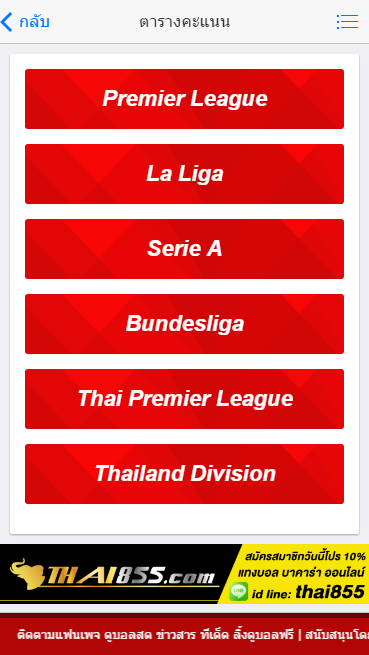 กลับ
ตารางคะแนน
Premier League
La Liga
Serie A
Bundesliga
Thai Premier League
Thailand Division
THAI855.com
สมัครสมาชิกวันนี้โปร 10%
แทงบอล บาคาร่า ออนไลน์
LINE
id line: thai855
ติดตามแฟนเพจ ดูบอลสด ข่าวสาร ทีเด็ด ลิ้งดูบอลฟรี | สนับสนุนโดย